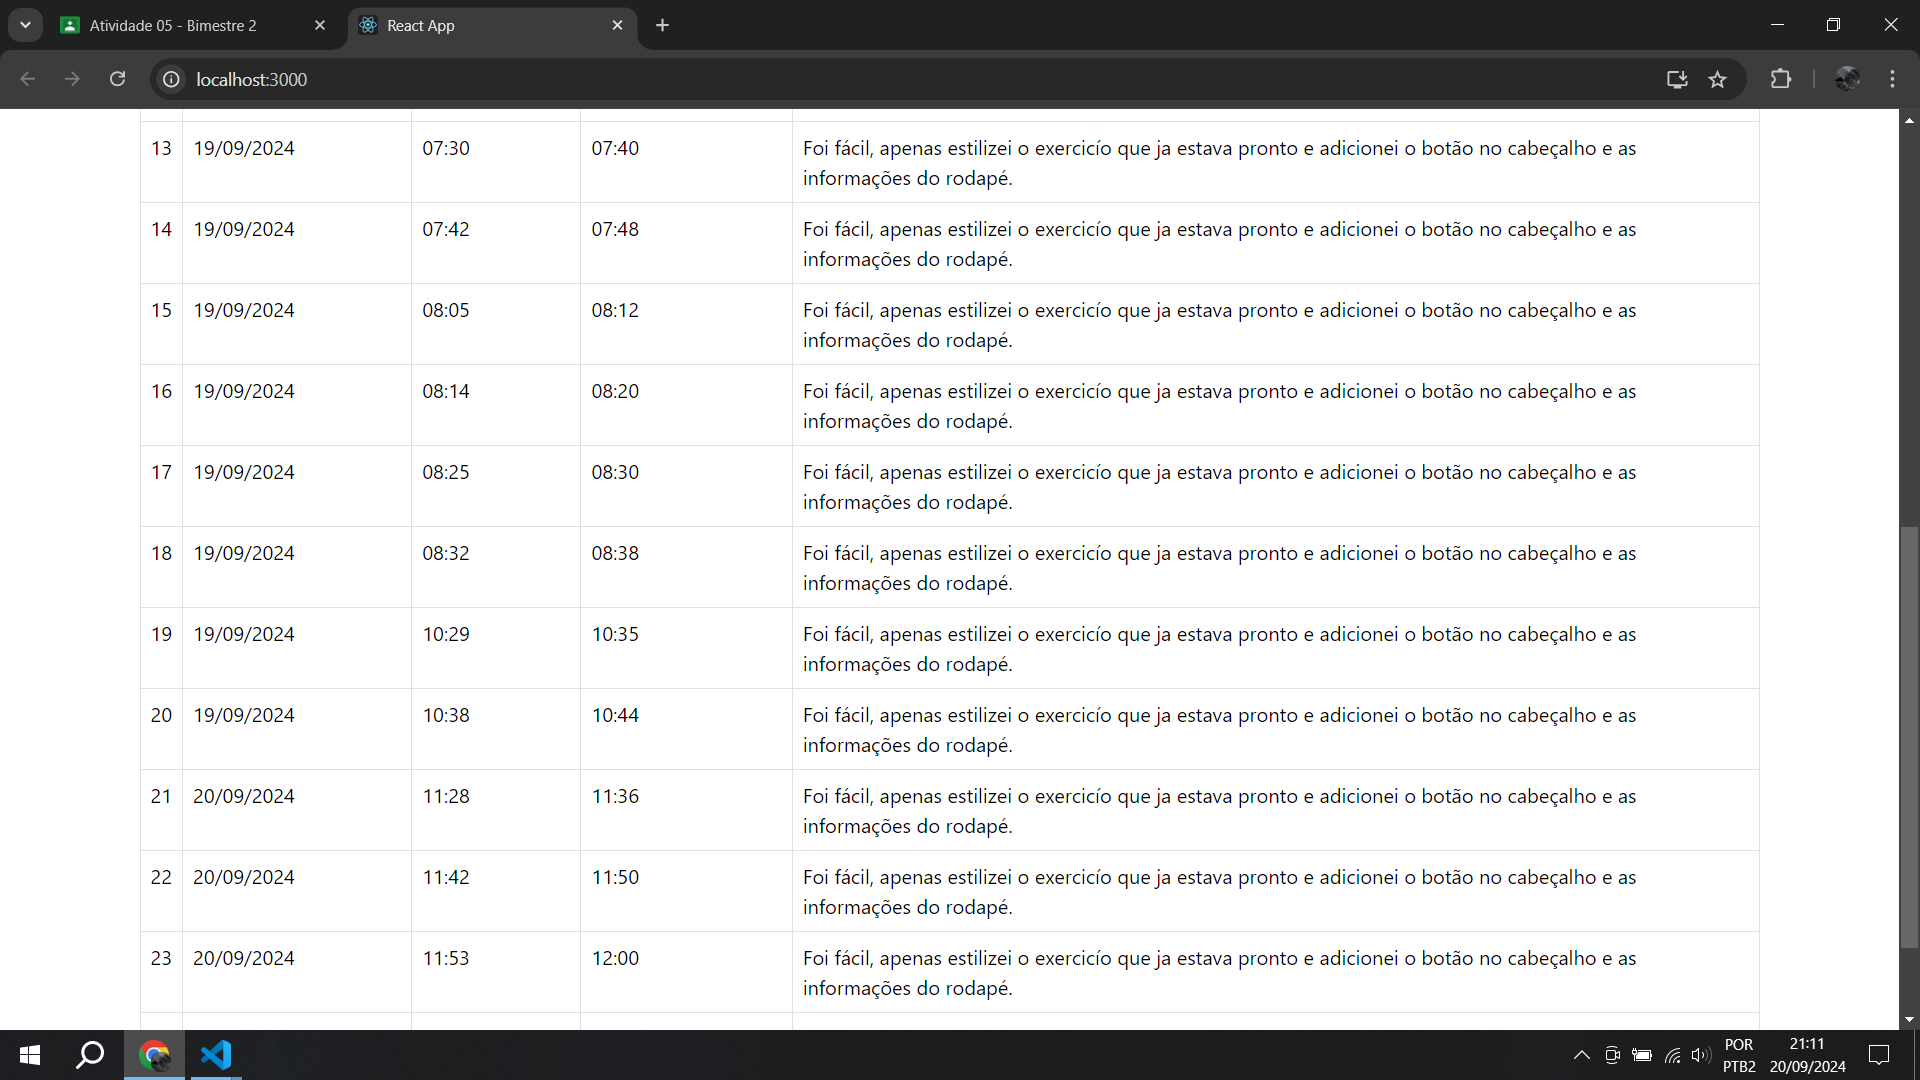 Atividade 05 - Bimestre 2
React App
localhost:3000
13 19/09/2024 07:30 07:40 Foi fácil, apenas estilizei o exercicío que ja estava pronto e adicionei o botão no cabeçalho e as
informações do rodapé.
14 19/09/2024 07:42 07:48 Foi fácil, apenas estilizei o exercicío que ja estava pronto e adicionei o botão no cabeçalho e as
informações do rodapé.
15 19/09/2024 08:05 08:12 Foi fácil, apenas estilizei o exercicío que ja estava pronto e adicionei o botão no cabeçalho e as
informações do rodapé.
16 19/09/2024 08:14 08:20 Foi fácil, apenas estilizei o exercicío que ja estava pronto e adicionei o botão no cabeçalho e as
informações do rodapé.
17 19/09/2024 08:25 08:30 Foi fácil, apenas estilizei o exercicío que ja estava pronto e adicionei o botão no cabeçalho e as
informações do rodapé.
18 19/09/2024 08:32 08:38 Foi fácil, apenas estilizei o exercicío que ja estava pronto e adicionei o botão no cabeçalho e as
informações do rodapé.
19 19/09/2024 10:29 10:35 Foi fácil, apenas estilizei o exercicío que ja estava pronto e adicionei o botão no cabeçalho e as
informações do rodapé.
20 19/09/2024 10:38 10:44 Foi fácil, apenas estilizei o exercicío que ja estava pronto e adicionei o botão no cabeçalho e as
informações do rodapé.
21 20/09/2024 11:28 11:36 Foi fácil, apenas estilizei o exercicío que ja estava pronto e adicionei o botão no cabeçalho e as
informações do rodapé.
22 20/09/2024 11:42 11:50 Foi fácil, apenas estilizei o exercicío que ja estava pronto e adicionei o botão no cabeçalho e as
informações do rodapé.
23 20/09/2024 11:53 12:00 Foi fácil, apenas estilizei o exercicío que ja estava pronto e adicionei o botão no cabeçalho e as
informações do rodapé.
POR 21:11
PTB2 20/09/2024